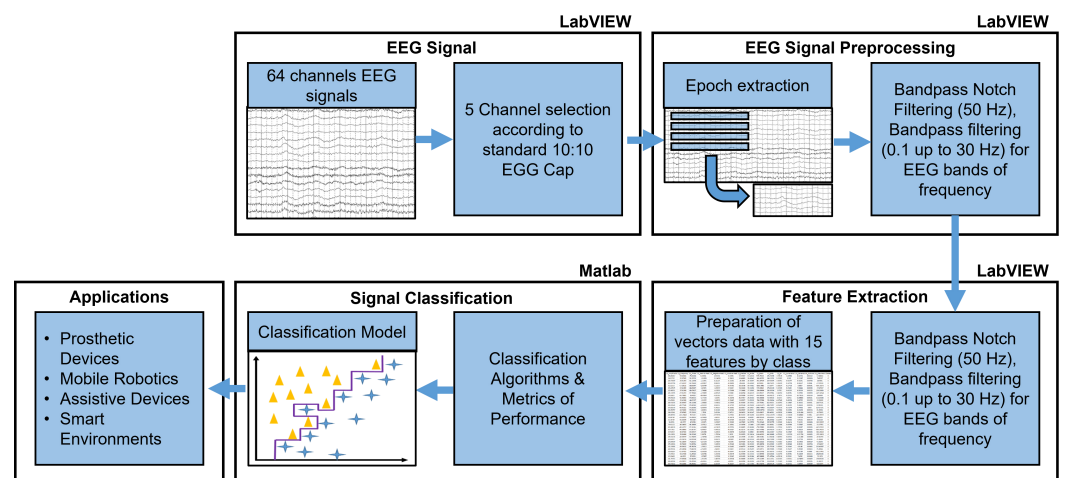 LabVIEW
EEG Signal
64 channels EEG
signals
5 Channel selection
according to
standard 10:10
EGG Cap
LabVIEW
EEG Signal Preprocessing
Epoch extraction
Bandpass Notch
Filtering (50 Hz),
Bandpass filtering
(0.1 up to 30 Hz) for
EEG bands of
frequency
LabVIEW
Feature Extraction
Bandpass Notch
Filtering (50 Hz),
Bandpass filtering
(0.1 up to 30 Hz) for
EEG bands of
frequency
Preparation of
vectors data with 15
features by class
Matlab
Signal Classification
Classification
Algorithms &
Metrics of
Performance
Classification Model
Applications
• Prosthetic
Devices
• Mobile Robotics
• Assistive Devices
• Smart
Environments